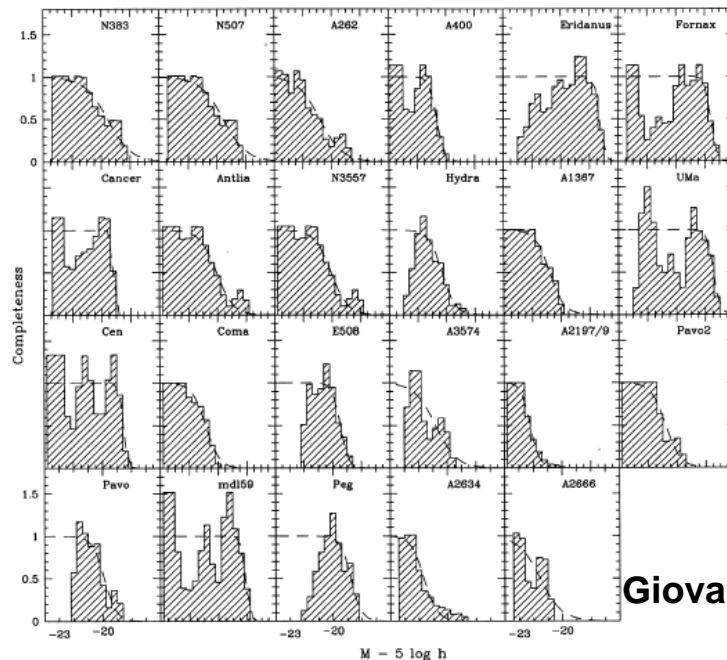 N383 N507 A262 A400 Eridanus Fornax
1
0.5
0
Cancer Antlia N3557 Hydra A1367 UMa
Completeness
Cen Coma E508 A3574 A2197/9 Pavo2
Pavo mdl59 Peg A2634 A2666
1.5
1
0.5
0
Giova
-23 -20 -23 -20 -23 -20
M - 5 log h